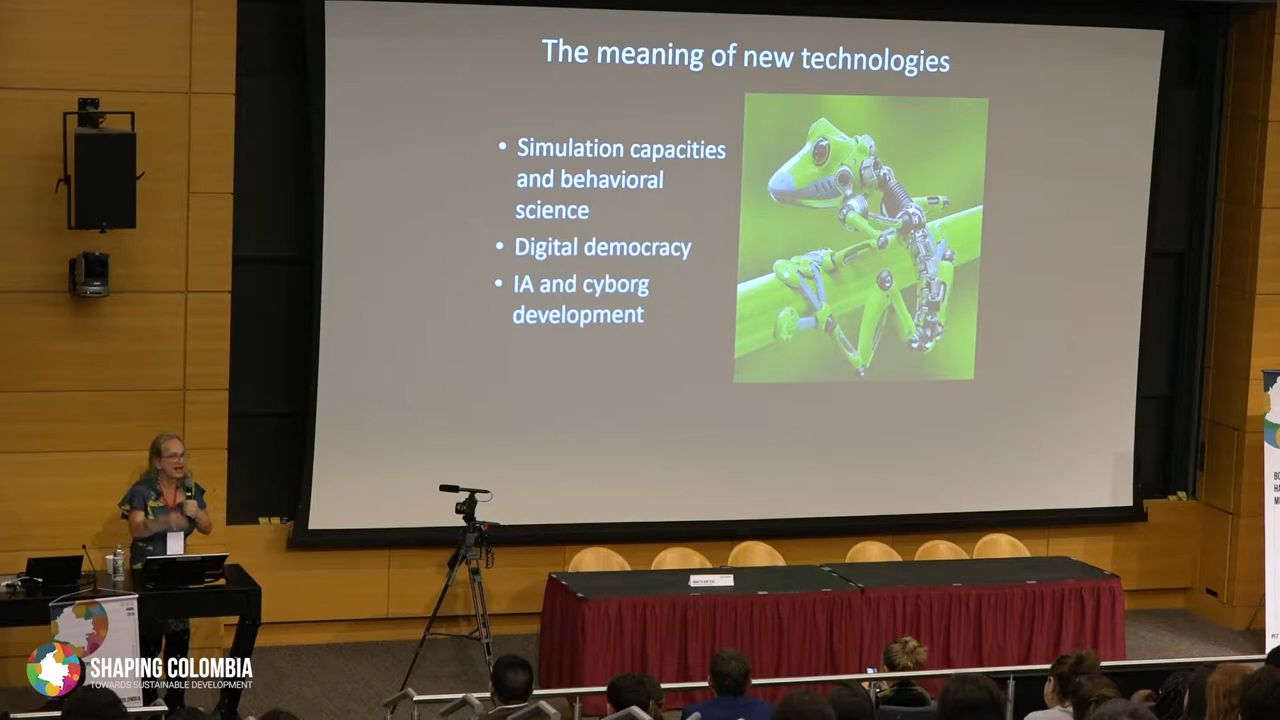 The meaning of new technologies
• Simulation capacities
and behavioral
science
• Digital democracy
• IA and cyborg
development
SHAPING COLOMBIA
TOWARDS SUSTAINABLE DEVELOPMENT